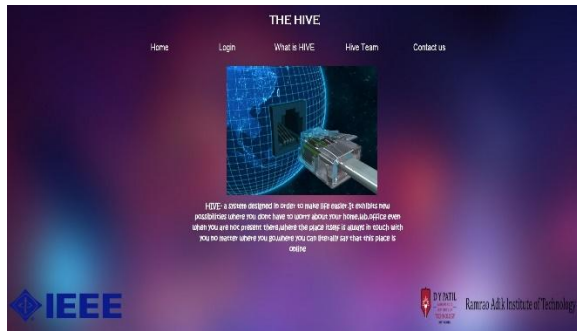 THE HIVE
Home Login What is HIVE Hive Team Contact us
HIVE- a system designed in order to make life easier.It exhibits new
possibilities where you dont have to worry about your home,lab,office even
when you are not present there,where the place itself is always in touch with
you no matter where you go,where you can literally say that this place is
online
IEEE
D Y PATIL
Ramrao Adik Institute of Technology